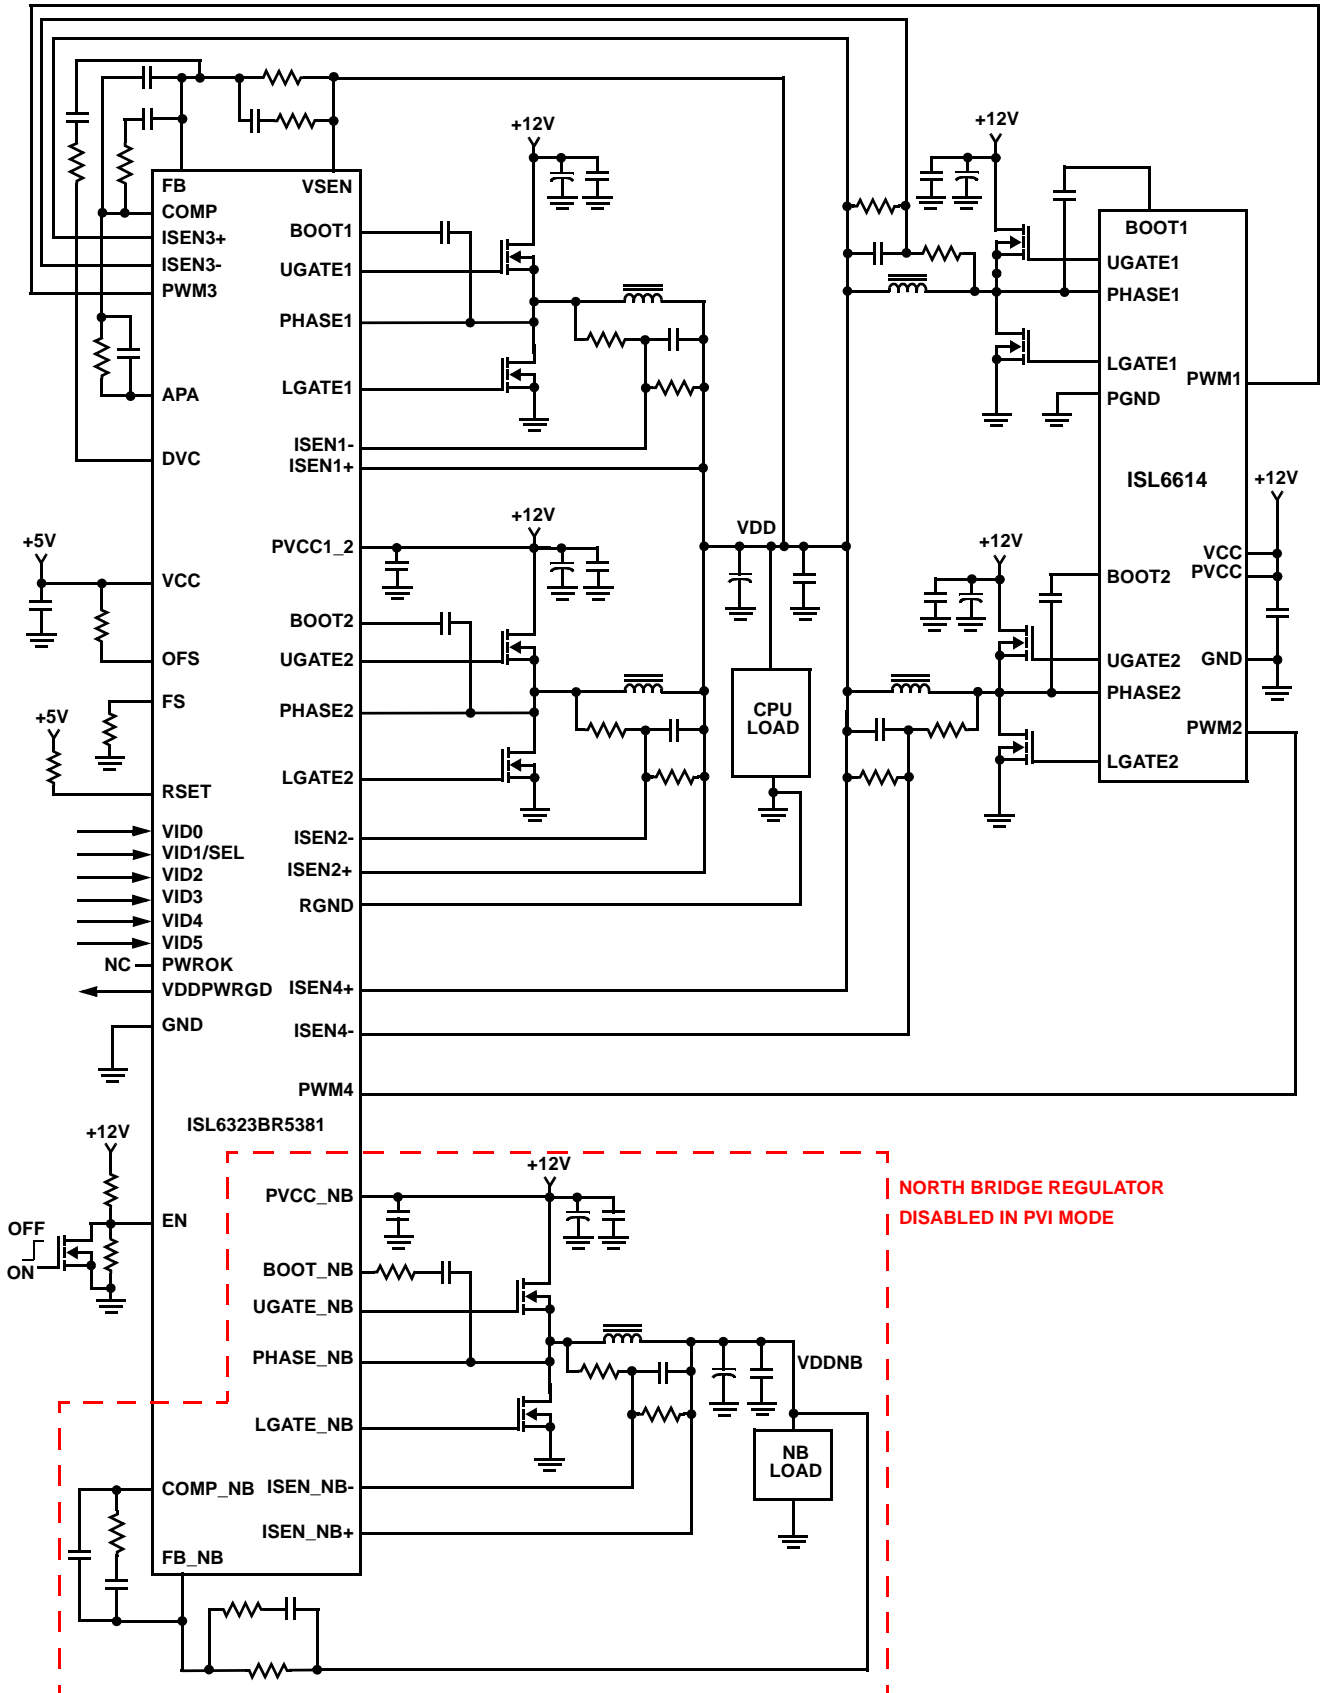 +12V
+12V
FB
VSEN
COMP
ISEN3+
ISEN3-
PWM3
APA
DVC
BOOT1
UGATE1
PHASE1
LGATE1
ISEN1-
ISEN1+
BOOT1
UGATE1
PHASE1
LGATE1
PWM1
PGND
ISL6614
+12V
+12V
VDD
PVCC1_2
+12V
+5V
VCC
VCC
PVCC
BOOT2
BOOT2
UGATE2
OFS
UGATE2
GND
PHASE2
FS
+5V
PHASE2
CPU
LOAD
PWM2
LGATE2
LGATE2
RSET
VID0
VID1/SEL
VID2
VID3
VID4
VID5
NC
PWROK
VDDPWRGD
GND
ISEN2-
ISEN2+
RGND
ISEN4+
ISEN4-
PWM4
ISL6323BR5381
+12V
+12V
NORTH BRIDGE REGULATOR
DISABLED IN PVI MODE
PVCC_NB
EN
OFF
ON
BOOT_NB
UGATE_NB
PHASE_NB
VDDNB
LGATE_NB
NB
LOAD
COMP_NB
ISEN_NB-
ISEN_NB+
FB_NB